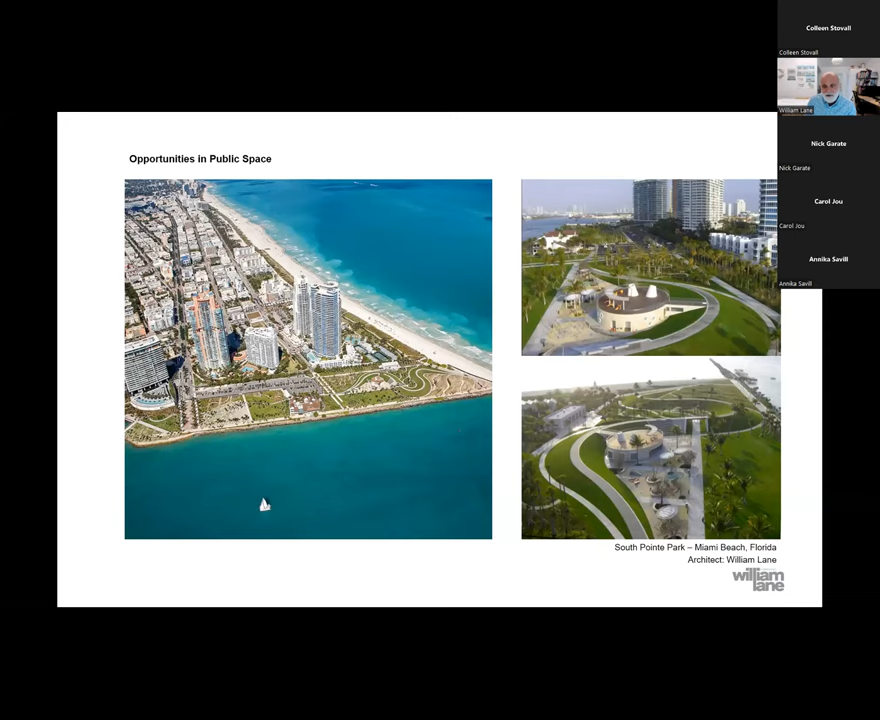 Opportunities in Public Space
South Pointe Park – Miami Beach, Florida
Architect: William Lane
william
lane
Colleen Stovall
Colleen Stovall
William Lane
Nick Garate
Nick Garate
Carol Jou
Carol Jou
Annika Savill
Annika Savill